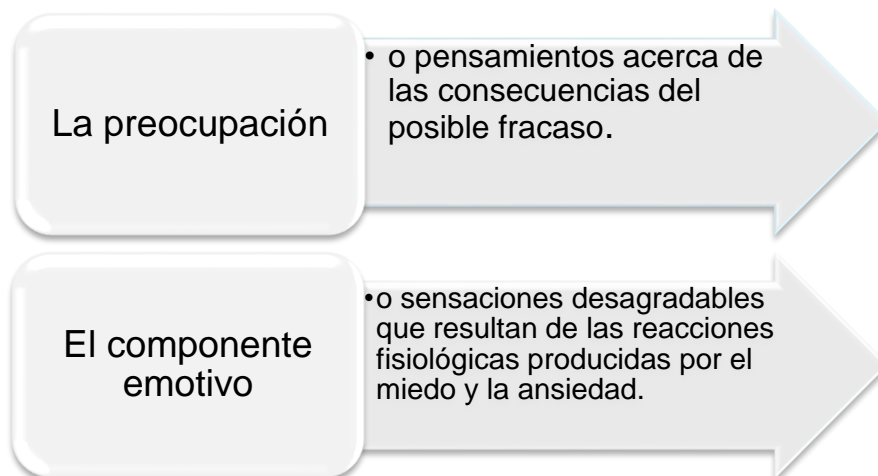 La preocupación
• o pensamientos acerca de
las consecuencias del
posible fracaso.
El componente
emotivo
•o sensaciones desagradables
que resultan de las reacciones
fisiológicas producidas por el
miedo y la ansiedad.